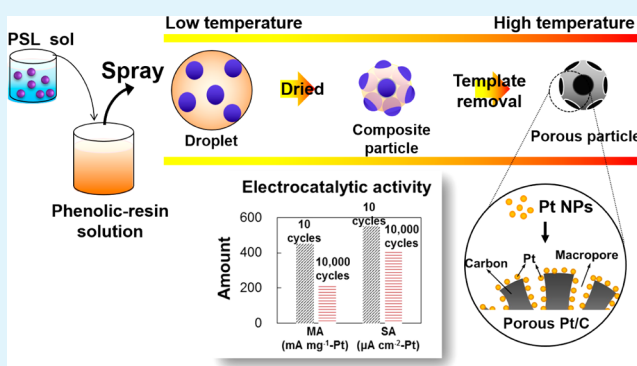 Low temperature
High temperature
PSL sol
Spray
Droplet
Dried
Composite
particle
Template
removal
Porous particle
Phenolic-resin
solution
Electrocatalytic activity
Amount
600
400
200
0
10
cycles
10,000
cycles
10
cycles
10,000
cycles
MA
(mA mg⁻¹-Pt)
SA
(μA cm⁻²-Pt)
Pt NPs
Carbon
Pt
Macropore
Porous Pt/C